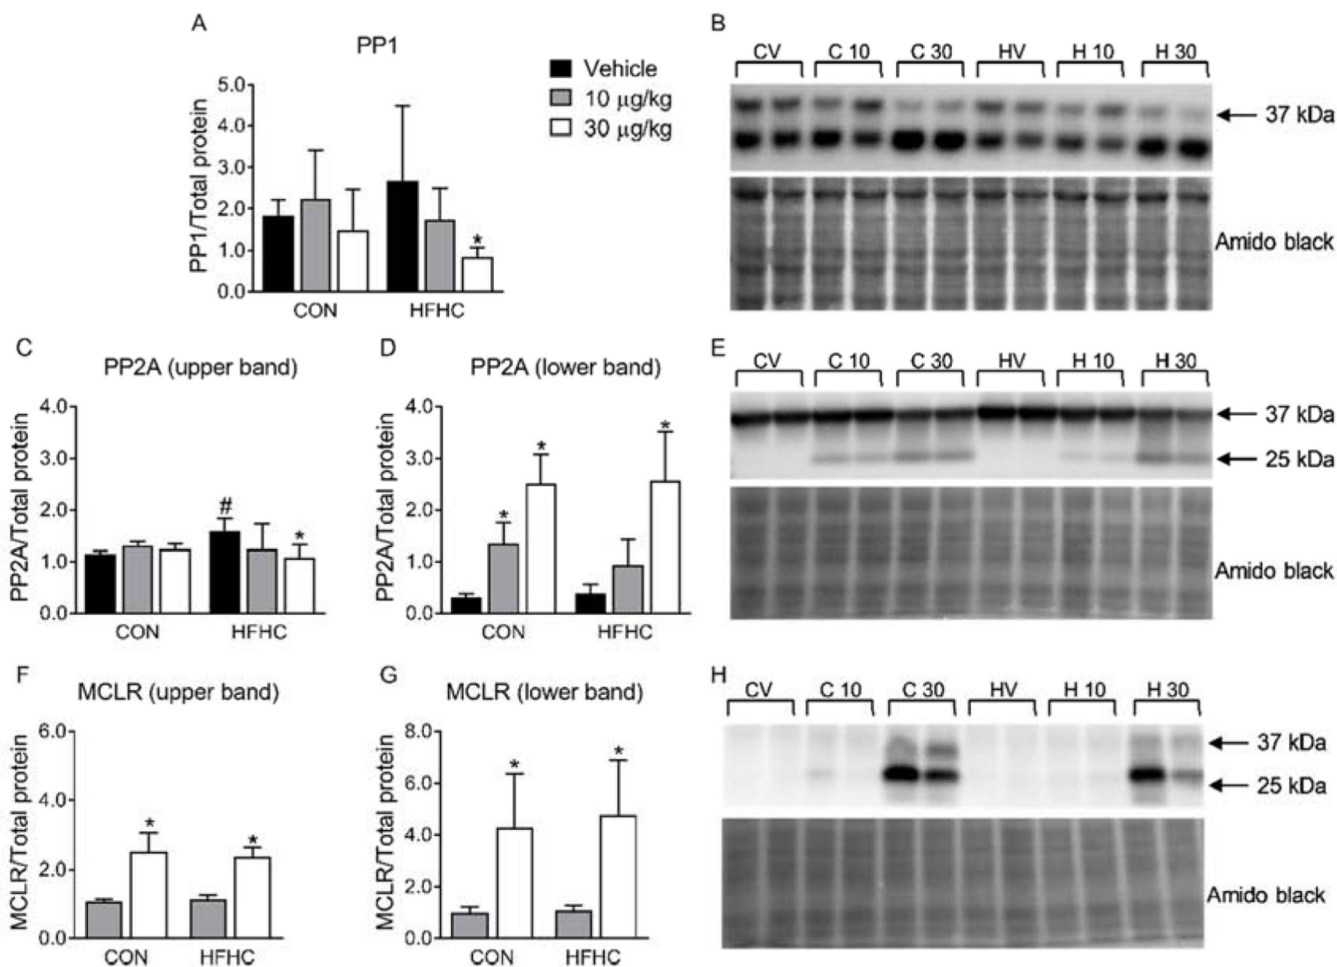 A
PP1
Vehicle
10 µg/kg
30 µg/kg
PP1/Total protein
5.0
4.0
3.0
2.0
1.0
0.0
*
CON
HFHC
B
CV
C 10
C 30
HV
H 10
H 30
37 kDa
Amido black
C
PP2A (upper band)
PP2A/Total protein
4.0
3.0
2.0
1.0
0.0
#
*
CON
HFHC
D
PP2A (lower band)
PP2A/Total protein
4.0
3.0
2.0
1.0
0.0
*
*
*
CON
HFHC
E
CV
C 10
C 30
HV
H 10
H 30
37 kDa
25 kDa
Amido black
F
MCLR (upper band)
MCLR/Total protein
6.0
4.0
2.0
0.0
*
*
CON
HFHC
G
MCLR (lower band)
MCLR/Total protein
8.0
6.0
4.0
2.0
0.0
*
*
CON
HFHC
H
CV
C 10
C 30
HV
H 10
H 30
37 kDa
25 kDa
Amido black